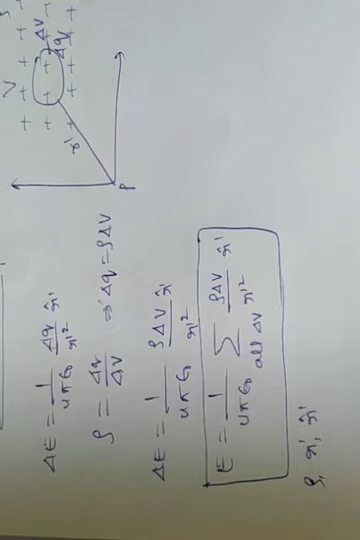 V
ΔV
Δq
r'
P
ΔE = 1/4πϵ₀ Δq/r'² r̂'
ρ = Δq/ΔV ⇒ Δq = ρΔV
ΔE = 1/4πϵ₀ ρΔV/r'² r̂'
E = 1/4πϵ₀ Σ all ΔV ρΔV/r'² r̂'
ρ, r', r̂'